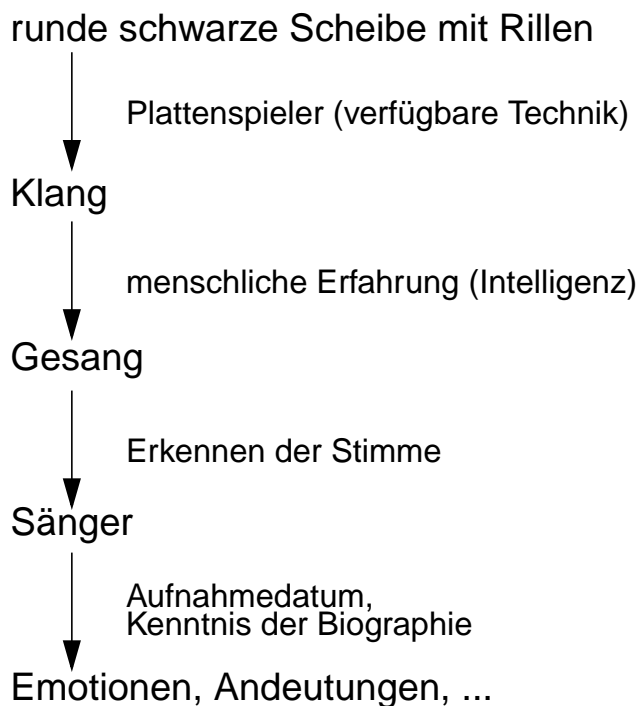 runde schwarze Scheibe mit Rillen
Plattenspieler (verfügbare Technik)
Klang
menschliche Erfahrung (Intelligenz)
Gesang
Erkennen der Stimme
Sänger
Aufnahmedatum,
Kenntnis der Biographie
Emotionen, Andeutungen, ...